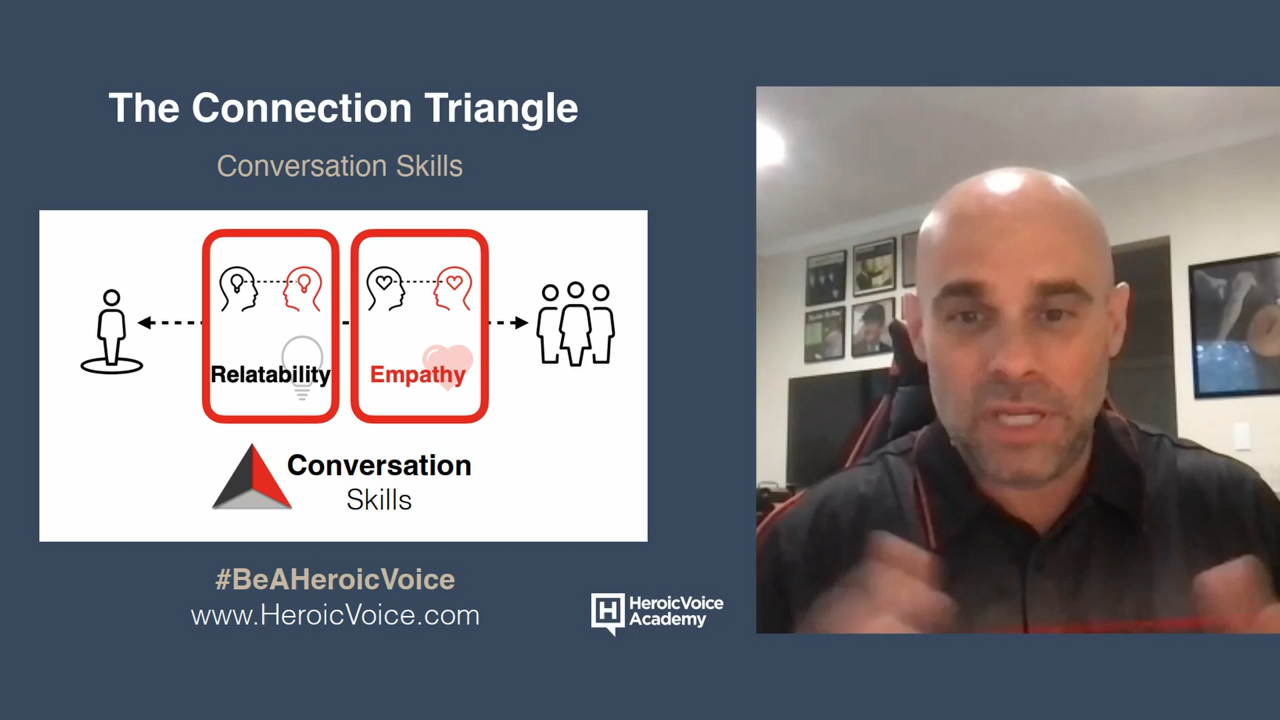 The Connection Triangle
Conversation Skills
Relatability
Empathy
Conversation
Skills
#BeAHeroicVoice
www.HeroicVoice.com
H HeroicVoice
Academy